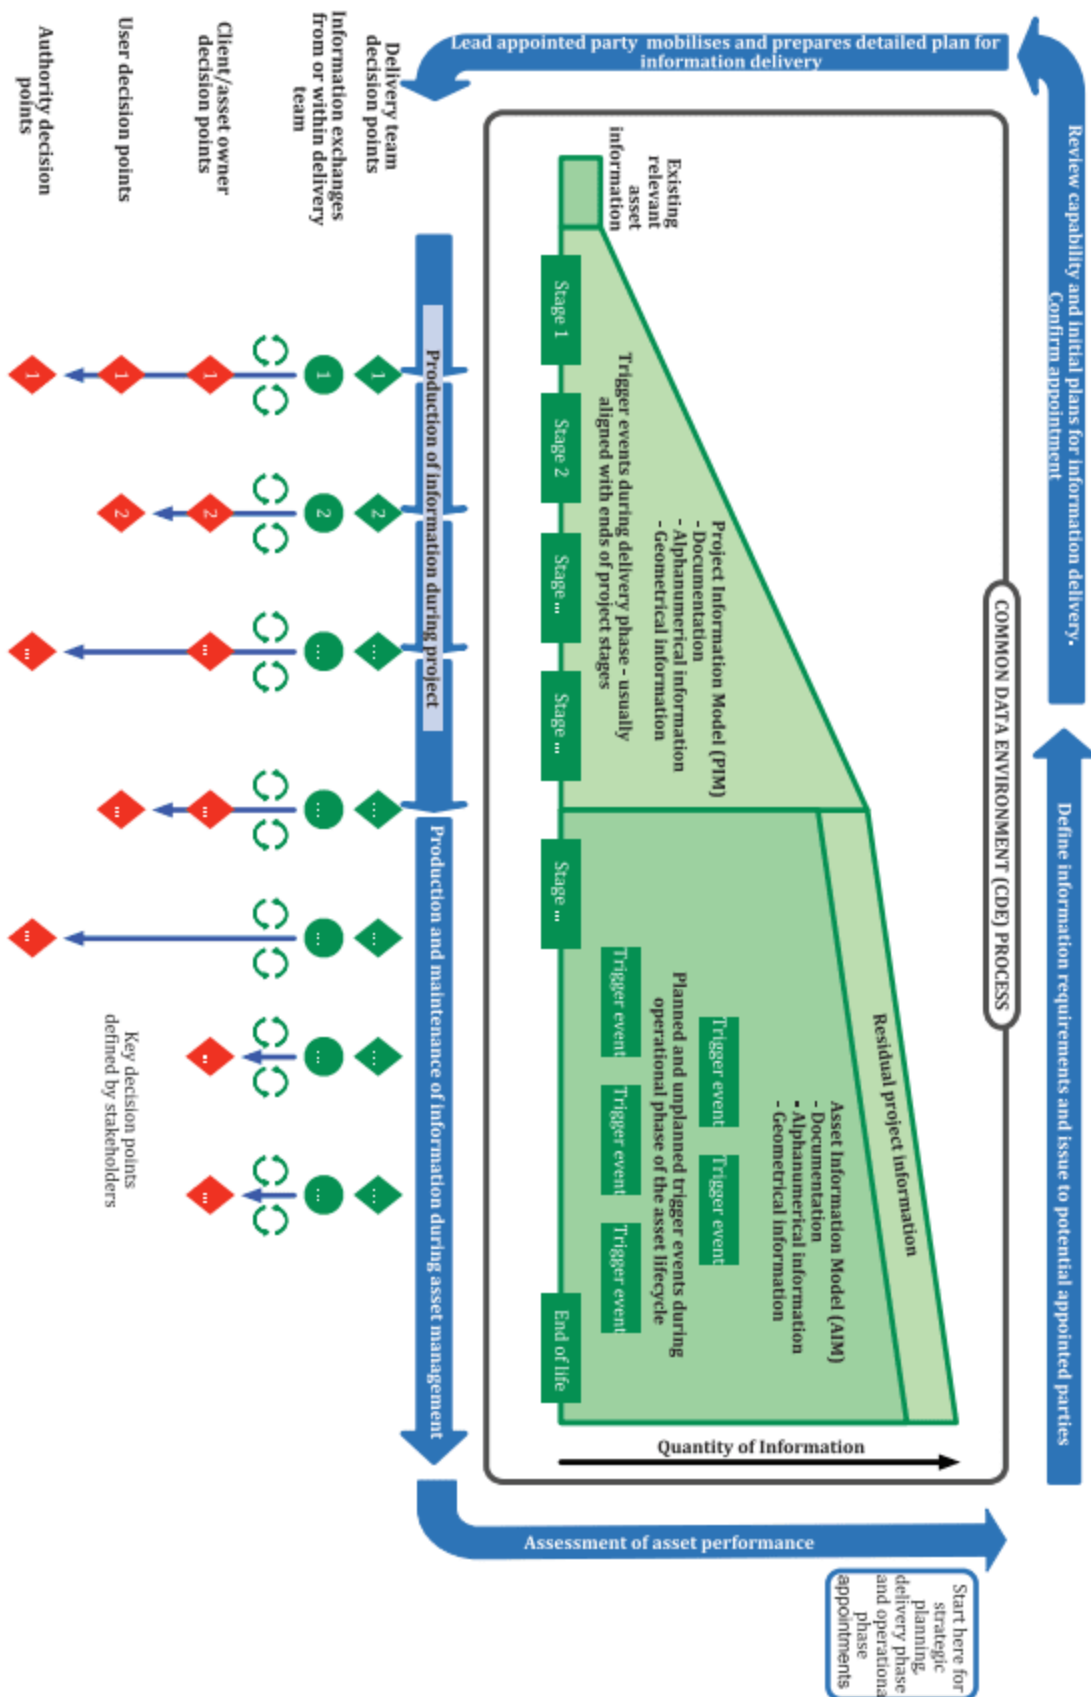 Start here for
strategic
planning,
delivery phase
and operationa
phase
appointments
Define information requirements and issue to potential appointed parties
Review capability and initial plans for information delivery.
Confirm appointment
Lead appointed party mobilises and prepares detailed plan for
information delivery
COMMON DATA ENVIRONMENT (CDE) PROCESS
Existing
relevant
asset
information
Project Information Model (PIM)
- Documentation
- Alphanumerical information
- Geometrical information
Trigger events during delivery phase - usually
aligned with ends of project stages
Residual project information
Asset Information Model (AIM)
- Documentation
- Alphanumerical information
- Geometrical information
Trigger event
Trigger event
Planned and unplanned trigger events during
operational phase of the asset lifecycle
Trigger event
Trigger event
Trigger event
Stage 1
Stage 2
Stage ...
Stage ...
Stage ...
End of life
Quantity of Information
Assessment of asset performance
Production of information during project
Production and maintenance of information during asset management
Delivery team
decision points
1
2
...
...
...
...
...
Information exchanges
from or within delivery
team
1
2
...
...
...
...
...
Client/asset owner
decision points
1
2
...
...
..
...
User decision points
1
2
...
Key decision points
defined by stakeholders
Authority decision
points
1
...
...